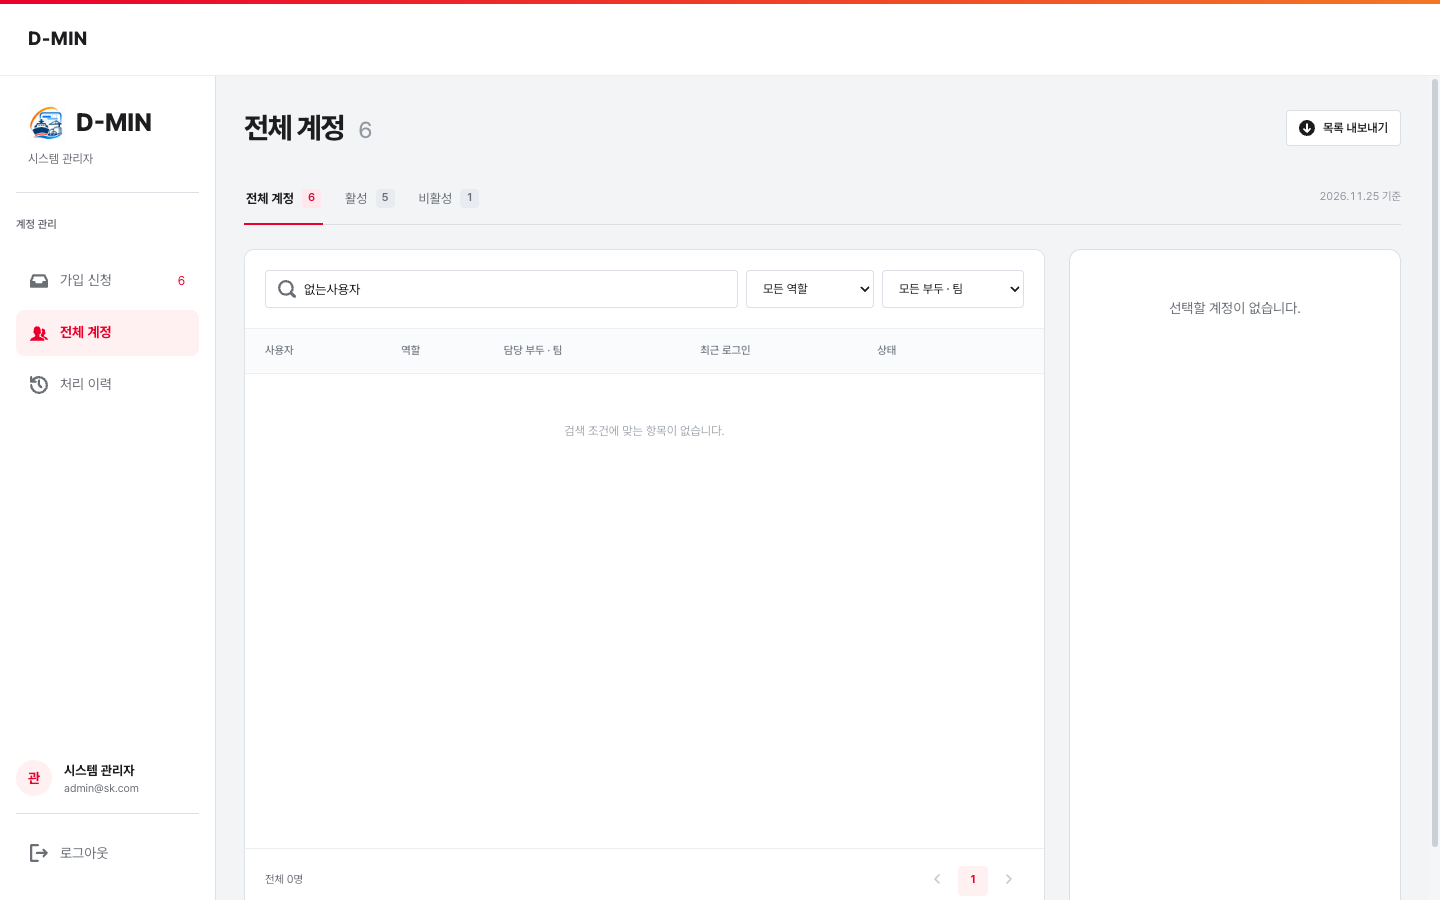 D-MIN
D-MIN
시스템 관리자
계정 관리
가입 신청 6
전체 계정
처리 이력
관
시스템 관리자
admin@sk.com
로그아웃
전체 계정 6
목록 내보내기
전체 계정 6 활성 5 비활성 1
2026.11.25 기준
없는사용자
모든 역할
모든 부두 · 팀
사용자 역할 담당 부두 · 팀 최근 로그인 상태
검색 조건에 맞는 항목이 없습니다.
전체 0명
1
선택할 계정이 없습니다.